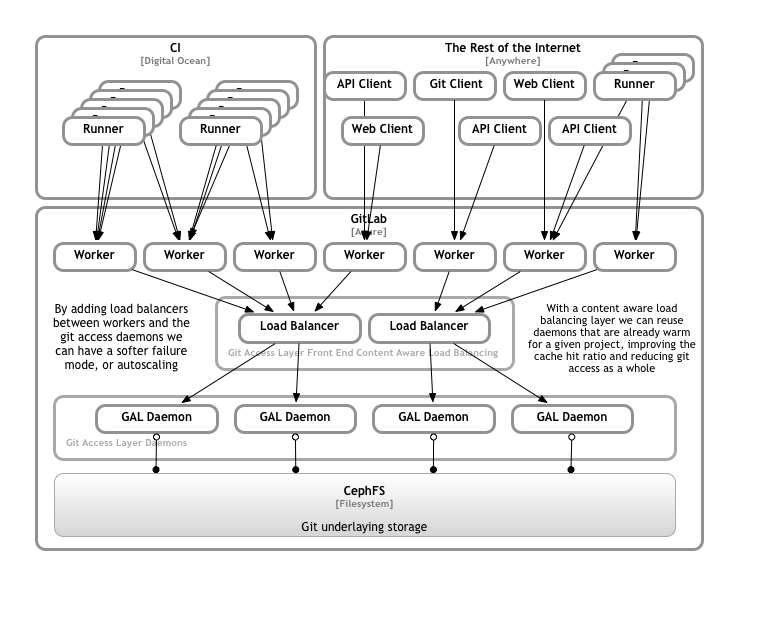 CI
[Digital Ocean]
Runner
Runner
The Rest of the Internet
[Anywhere]
API Client
Git Client
Web Client
Runner
Web Client
API Client
API Client
GitLab
[Azure]
Worker
Worker
Worker
Worker
Worker
Worker
Worker
By adding load balancers
between workers and the
git access daemons we
can have a softer failure
mode, or autoscaling
Load Balancer
Load Balancer
Git Access Layer Front End Content Aware Load Balancing
With a content aware load
balancing layer we can reuse
daemons that are already warm
for a given project, improving the
cache hit ratio and reducing git
access as a whole
GAL Daemon
GAL Daemon
GAL Daemon
GAL Daemon
Git Access Layer Daemons
CephFS
[Filesystem]
Git underlaying storage